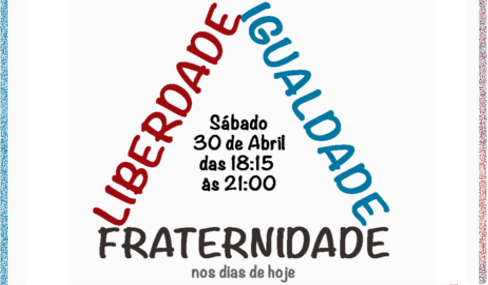 LIBERDADE
IGUALDADE
Sábado
30 de Abril
das 18:15
às 21:00
FRATERNIDADE
nos dias de hoje